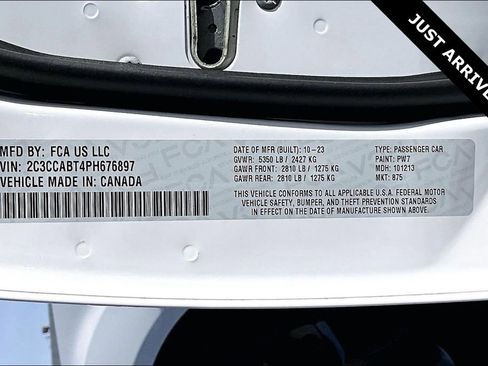 JUST ARRIVE
MFD BY: FCA US LLC
VIN: 2C3CCABT4PH676897
VEHICLE MADE IN: CANADA
DATE OF MFR (BUILT): 10-23
GVWR: 5350 LB / 2427 KG
GAWR FRONT: 2810 LB / 1275 KG
GAWR REAR: 2810 LB / 1275 KG
TYPE: PASSENGER CAR
PAINT: PW7
MDH: 101213
MKT: 875
THIS VEHICLE CONFORMS TO ALL APPLICABLE U.S.A. FEDERAL MOTOR
VEHICLE SAFETY, BUMPER, AND THEFT PREVENTION STANDARDS
IN EFFECT ON THE DATE OF MANUFACTURE SHOWN ABOVE.